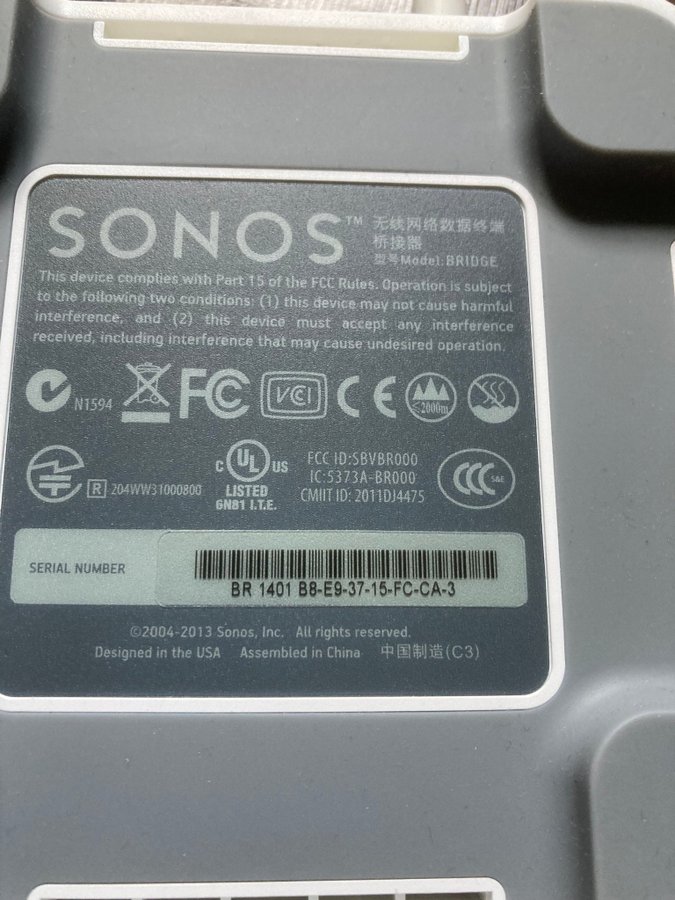 SONOS™
无线网络数据终端
桥接器
型号Model: BRIDGE
This device complies with Part 15 of the FCC Rules. Operation is subject
to the following two conditions: (1) this device may not cause harmful
interference, and (2) this device must accept any interference
received, including interference that may cause undesired operation.
N1594
FC
VCI
CE
≤2000m
R 204WW31000800
C UL US
LISTED
GN81 I.T.E.
FCC ID:SBVBR000
IC:5373A-BR000
CMIIT ID: 2011DJ4475
CCC S&E
SERIAL NUMBER
BR 1401 B8-E9-37-15-FC-CA-3
©2004-2013 Sonos, Inc. All rights reserved.
Designed in the USA Assembled in China 中国制造(C3)